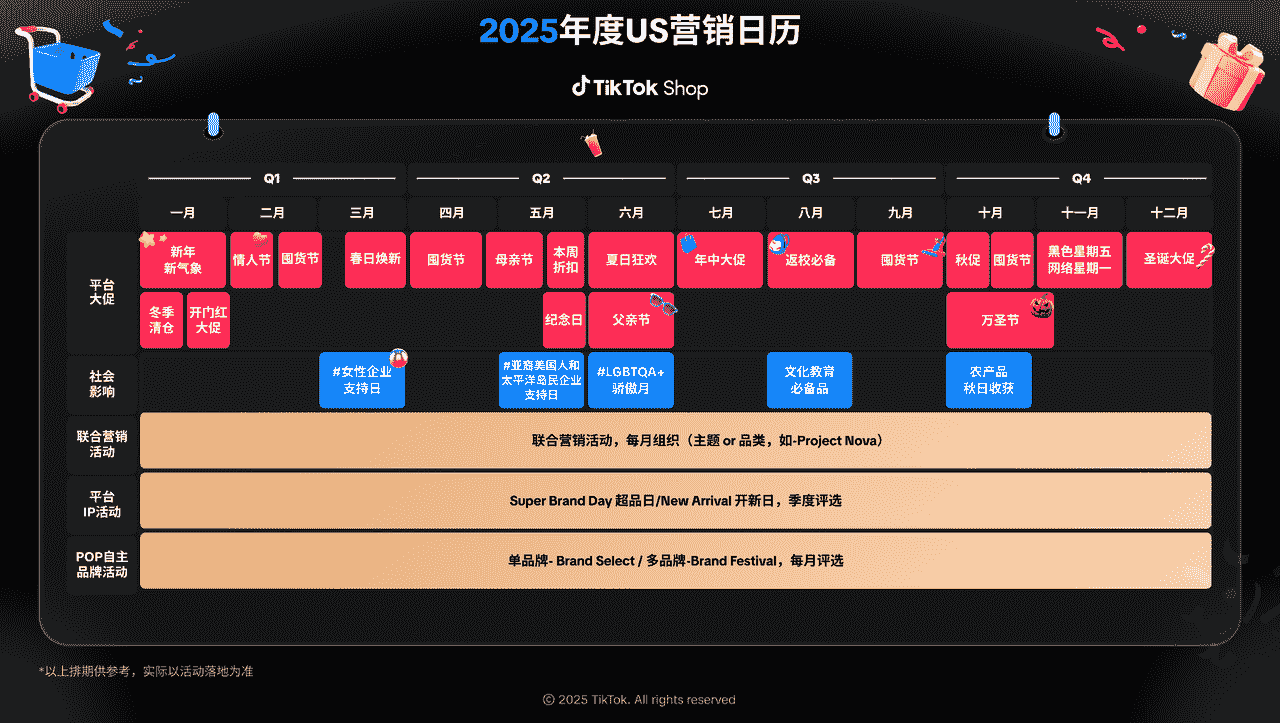 2025年度US营销日历
TikTok Shop
Q1
Q2
Q3
Q4
一月
二月
三月
四月
五月
六月
七月
八月
九月
十月
十一月
十二月
平台
大促
新年
新气象
情人节
囤货节
春日焕新
囤货节
母亲节
本周
折扣
夏日狂欢
年中大促
返校必备
囤货节
秋促
囤货节
黑色星期五
网络星期一
圣诞大促
冬季
清仓
开门红
大促
纪念日
父亲节
万圣节
社会
影响
#女性企业
支持日
#亚裔美国人和
太平洋岛民企业
支持日
#LGBTQA+
骄傲月
文化教育
必备品
农产品
秋日收获
联合营销
活动
联合营销活动，每月组织（主题 or 品类，如-Project Nova）
平台
IP活动
Super Brand Day 超品日/New Arrival 开新日，季度评选
POP自主
品牌活动
单品牌- Brand Select / 多品牌-Brand Festival，每月评选
*以上排期供参考，实际以活动落地为准
© 2025 TikTok. All rights reserved